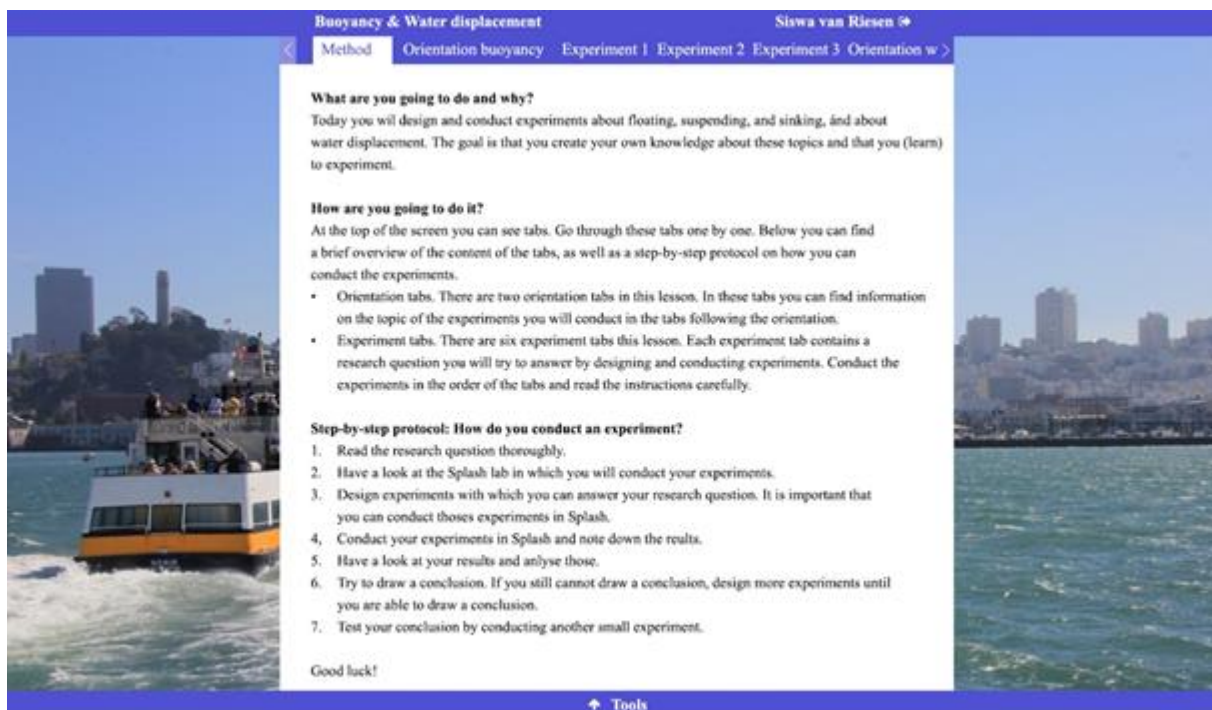 Buoyancy & Water displacement
Siswa van Riesen
Method Orientation buoyancy Experiment 1 Experiment 2 Experiment 3 Orientation w
What are you going to do and why?
Today you wil design and conduct experiments about floating, suspending, and sinking, ánd about
water displacement. The goal is that you create your own knowledge about these topics and that you (learn)
to experiment.
How are you going to do it?
At the top of the screen you can see tabs. Go through these tabs one by one. Below you can find
a brief overview of the content of the tabs, as well as a step-by-step protocol on how you can
conduct the experiments.
• Orientation tabs. There are two orientation tabs in this lesson. In these tabs you can find information
on the topic of the experiments you will conduct in the tabs following the orientation.
• Experiment tabs. There are six experiment tabs this lesson. Each experiment tab contains a
research question you will try to answer by designing and conducting experiments. Conduct the
experiments in the order of the tabs and read the instructions carefully.
Step-by-step protocol: How do you conduct an experiment?
1. Read the research question thoroughly.
2. Have a look at the Splash lab in which you will conduct your experiments.
3. Design experiments with which you can answer your research question. It is important that
you can conduct thoses experiments in Splash.
4, Conduct your experiments in Splash and note down the reults.
5. Have a look at your results and anlyse those.
6. Try to draw a conclusion. If you still cannot draw a conclusion, design more experiments until
you are able to draw a conclusion.
7. Test your conclusion by conducting another small experiment.
Good luck!
Tools